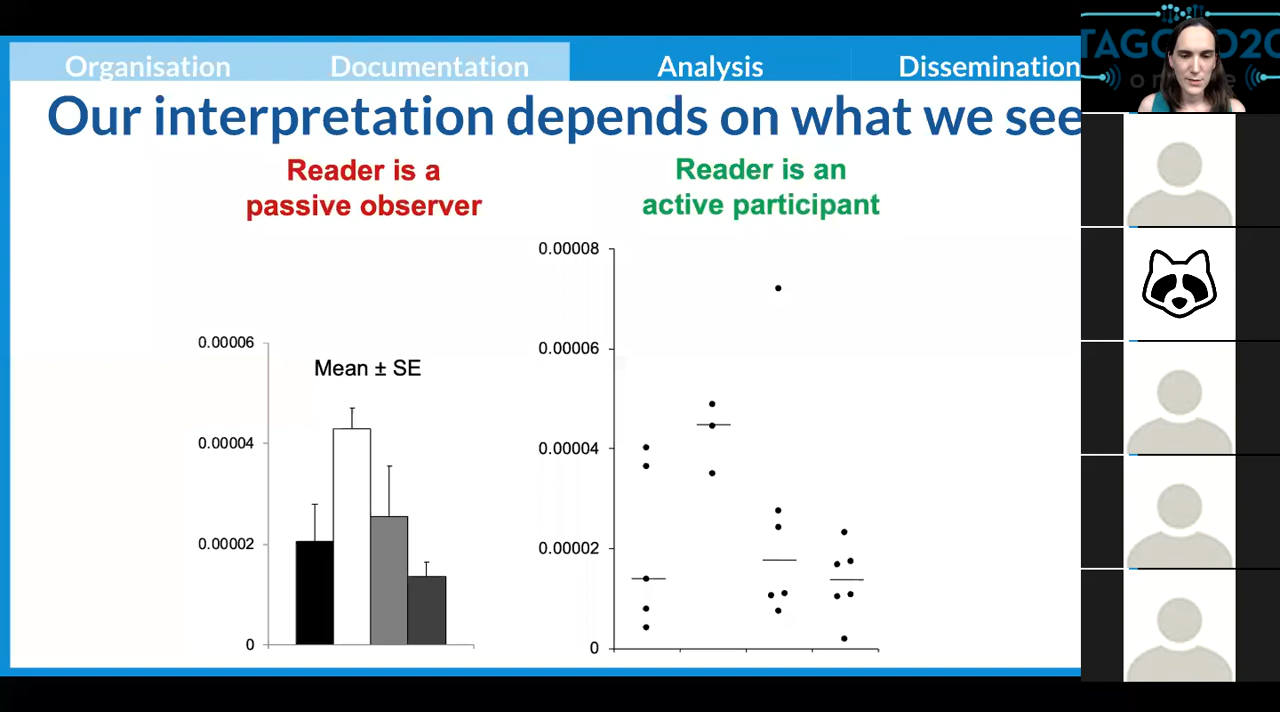 Organisation Documentation Analysis Dissemination
Our interpretation depends on what we see
Reader is a
passive observer
Reader is an
active participant
0.00006
0.00004
0.00002
0
Mean ± SE
0.00008
0.00006
0.00004
0.00002
0